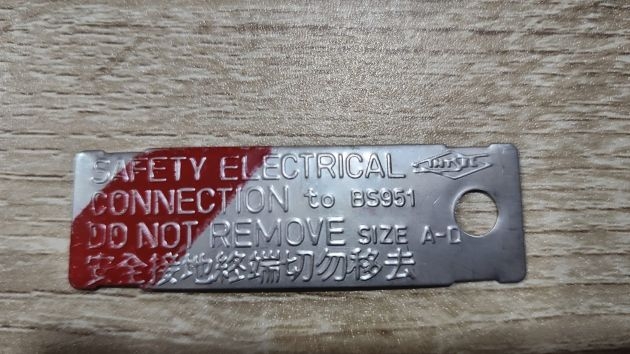 SAFETY ELECTRICAL
CONNECTION to BS951
DO NOT REMOVE SIZE A-D
安全接地終端切勿移去